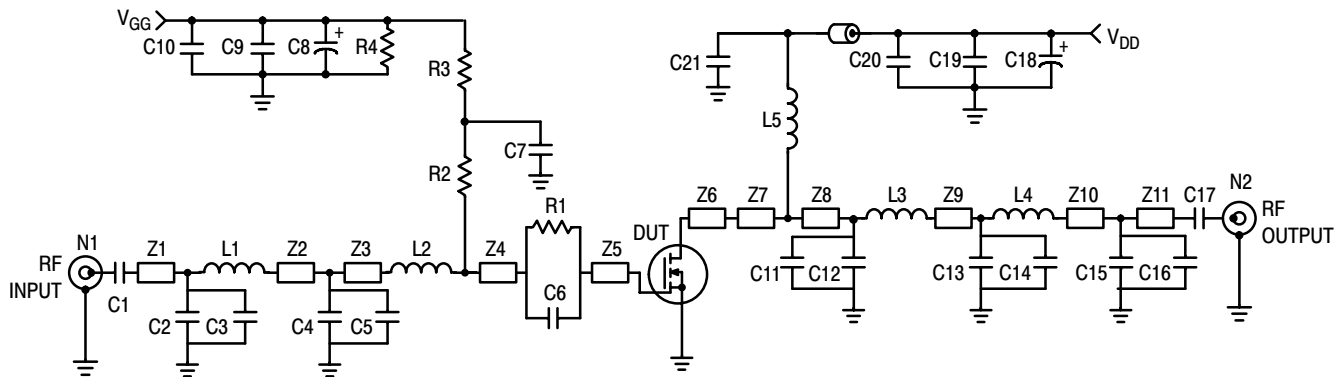 VGG
C10
C9
C8
+
R4
R3
C7
R2
C21
L5
C20
C19
C18
+
VDD
N1
RF
INPUT
C1
Z1
L1
Z2
Z3
L2
Z4
R1
C6
Z5
DUT
Z6
Z7
Z8
L3
Z9
L4
Z10
Z11
C17
N2
RF
OUTPUT
C2
C3
C4
C5
C11
C12
C13
C14
C15
C16